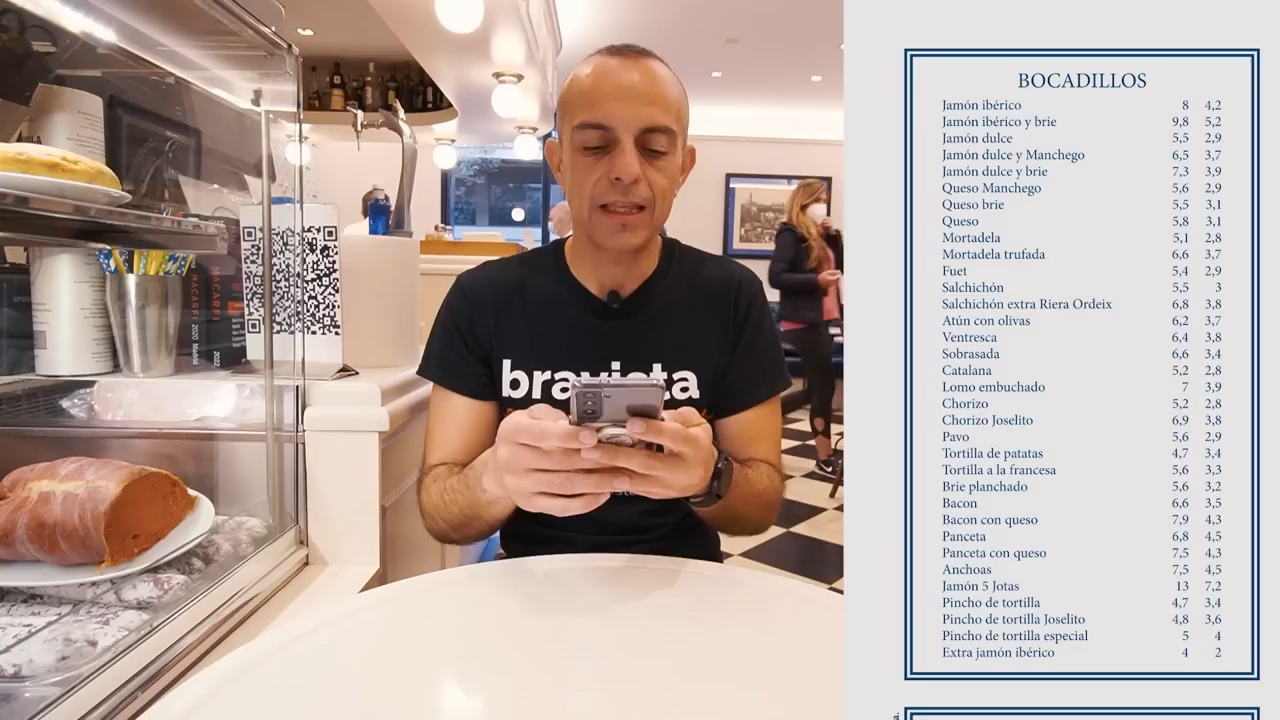 BOCADILLOS
Jamón ibérico 8 4,2
Jamón ibérico y brie 9,8 5,2
Jamón dulce 5,5 2,9
Jamón dulce y Manchego 6,5 3,7
Jamón dulce y brie 7,3 3,9
Queso Manchego 5,6 2,9
Queso brie 5,5 3,1
Queso 5,8 3,1
Mortadela 5,1 2,8
Mortadela trufada 6,6 3,7
Fuet 5,4 2,9
Salchichón 5,5 3
Salchichón extra Riera Ordeix 6,8 3,8
Atún con olivas 6,2 3,7
Ventresca 6,4 3,8
Sobrasada 6,6 3,4
Catalana 5,2 2,8
Lomo embuchado 7 3,9
Chorizo 5,2 2,8
Chorizo Joselito 6,9 3,8
Pavo 5,6 2,9
Tortilla de patatas 4,7 3,4
Tortilla a la francesa 5,6 3,3
Brie planchado 5,6 3,2
Bacon 6,6 3,5
Bacon con queso 7,9 4,3
Panceta 6,8 4,5
Panceta con queso 7,5 4,3
Anchoas 7,5 4,5
Jamón 5 Jotas 13 7,2
Pincho de tortilla 4,7 3,4
Pincho de tortilla Joselito 4,8 3,6
Pincho de tortilla especial 5 4
Extra jamón ibérico 4 2
bravista
MACARFI 2020 Madrid
MACARFI 2022